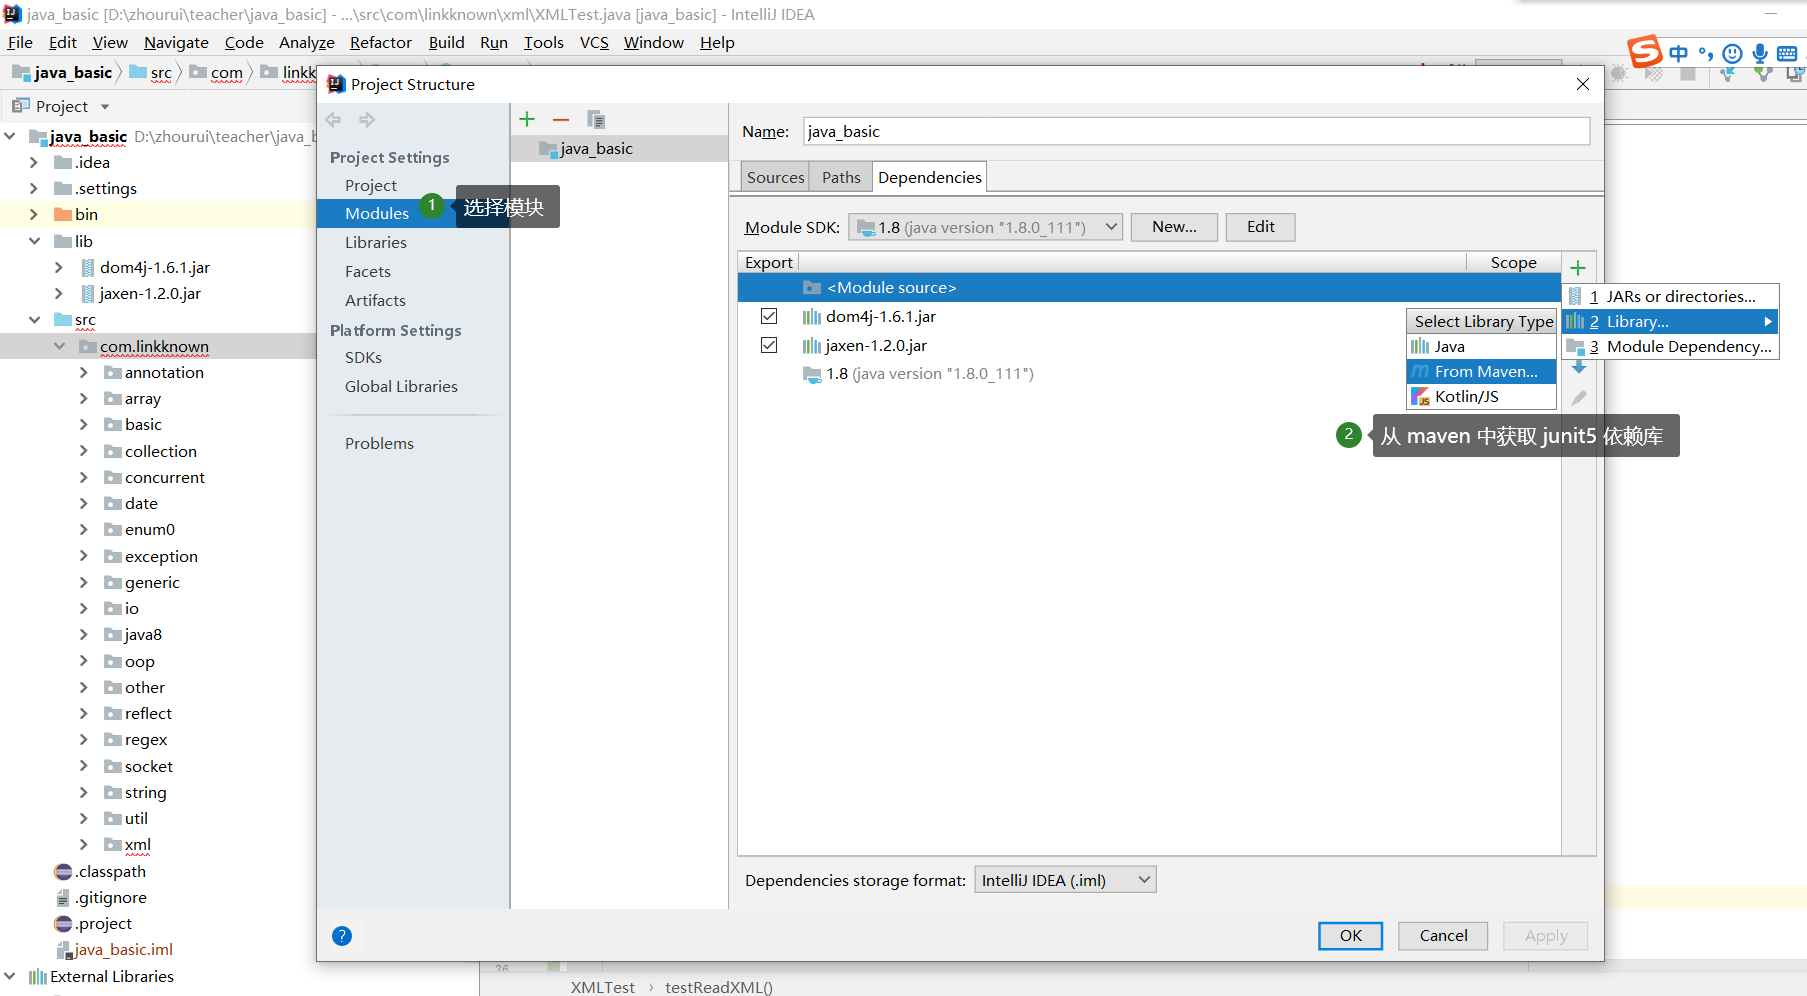 java_basic [D:\zhourui\teacher\java_basic] - ...\src\com\linkknown\xml\XMLTest.java [java_basic] - IntelliJ IDEA
File Edit View Navigate Code Analyze Refactor Build Run Tools VCS Window Help
java_basic src com linkk
中
Project
java_basic D:\zhourui\teacher\java_b
.idea
.settings
bin
lib
dom4j-1.6.1.jar
jaxen-1.2.0.jar
src
com.linkknown
annotation
array
basic
collection
concurrent
date
enum0
exception
generic
io
java8
oop
other
reflect
regex
socket
string
util
xml
.classpath
.gitignore
.project
java_basic.iml
External Libraries
Project Structure
Project Settings
Project
Modules
1 选择模块
Libraries
Facets
Artifacts
Platform Settings
SDKs
Global Libraries
Problems
java_basic
Name: java_basic
Sources Paths Dependencies
Module SDK: 1.8 (java version "1.8.0_111") New... Edit
Export Scope
<Module source>
dom4j-1.6.1.jar
jaxen-1.2.0.jar
1.8 (java version "1.8.0_111")
1 JARs or directories...
2 Library...
3 Module Dependency...
Select Library Type
Java
From Maven...
Kotlin/JS
2 从 maven 中获取 junit5 依赖库
Dependencies storage format: IntelliJ IDEA (.iml)
? OK Cancel Apply
36
XMLTest › testReadXML()